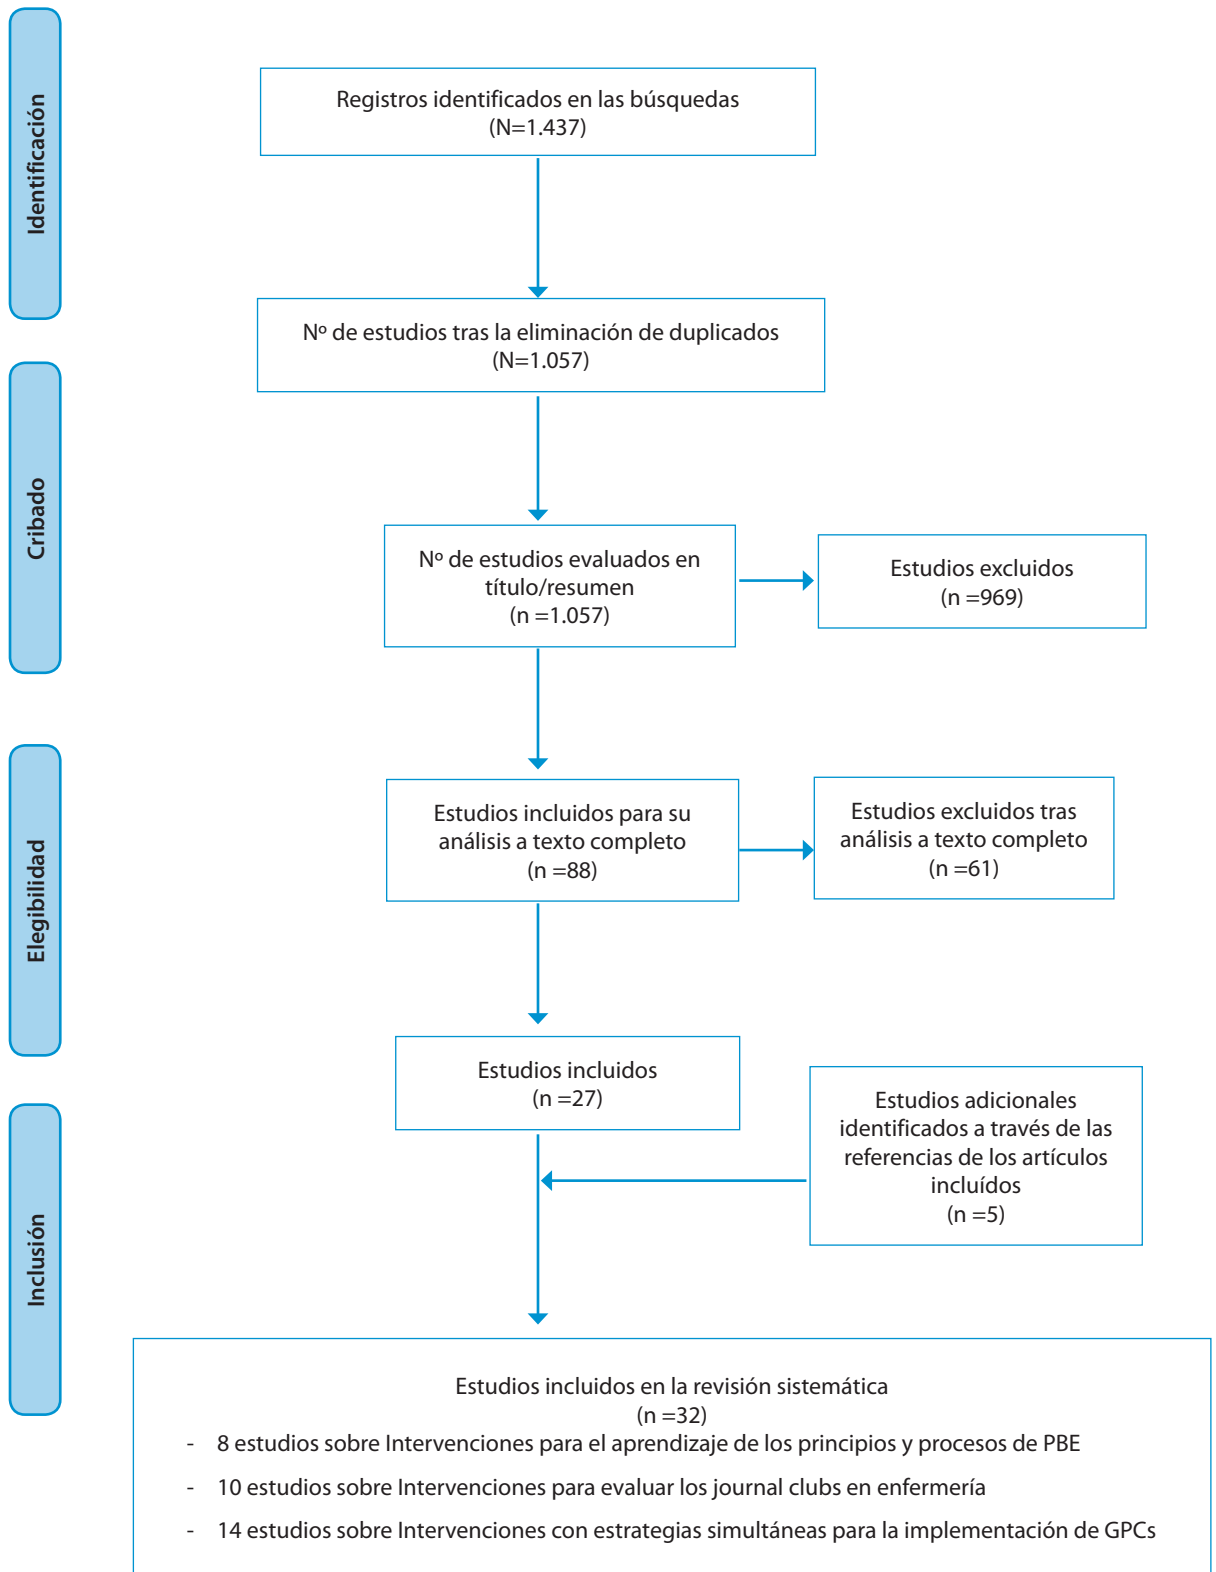 Identificación
Registros identificados en las búsquedas
(N=1.437)
Nº de estudios tras la eliminación de duplicados
(N=1.057)
Cribado
Nº de estudios evaluados en
título/resumen
(n =1.057)
Estudios excluidos
(n =969)
Elegibilidad
Estudios incluidos para su
análisis a texto completo
(n =88)
Estudios excluidos tras
análisis a texto completo
(n =61)
Inclusión
Estudios incluidos
(n =27)
Estudios adicionales
identificados a través de las
referencias de los artículos
incluídos
(n =5)
Estudios incluidos en la revisión sistemática
(n =32)
- 8 estudios sobre Intervenciones para el aprendizaje de los principios y procesos de PBE
- 10 estudios sobre Intervenciones para evaluar los journal clubs en enfermería
- 14 estudios sobre Intervenciones con estrategias simultáneas para la implementación de GPCs